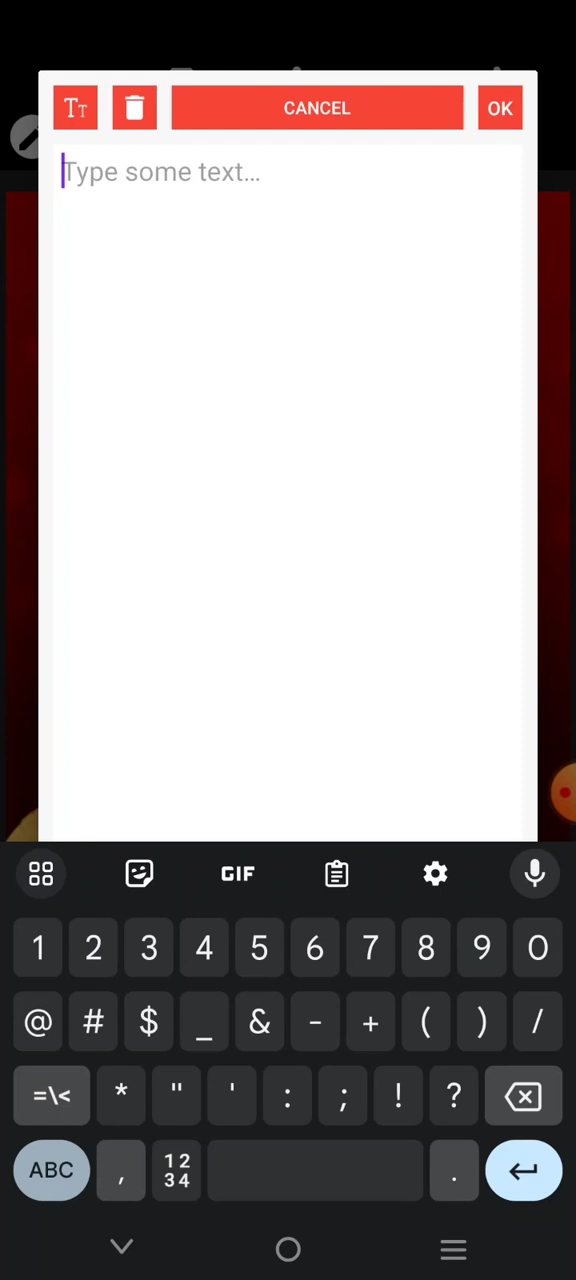 Tт CANCEL OK
Type some text...
GIF
1 2 3 4 5 6 7 8 9 0
@ # $ _ & - + ( ) /
=\< * " ' : ; ! ?
ABC , 12 .
34